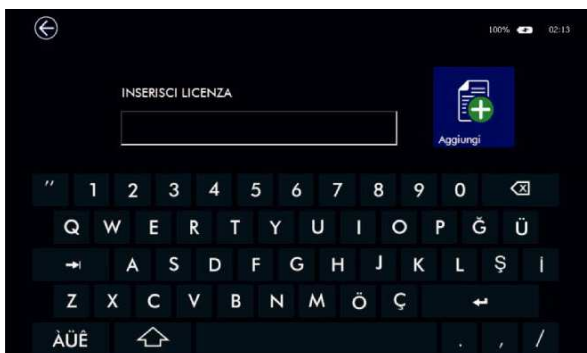 100% 02:13
INSERISCI LICENZA
Aggiungi
" 1 2 3 4 5 6 7 8 9 0
Q W E R T Y U I O P Ğ Ü
A S D F G H J K L Ş İ
Z X C V B N M Ö Ç
ÀÜÊ . , /